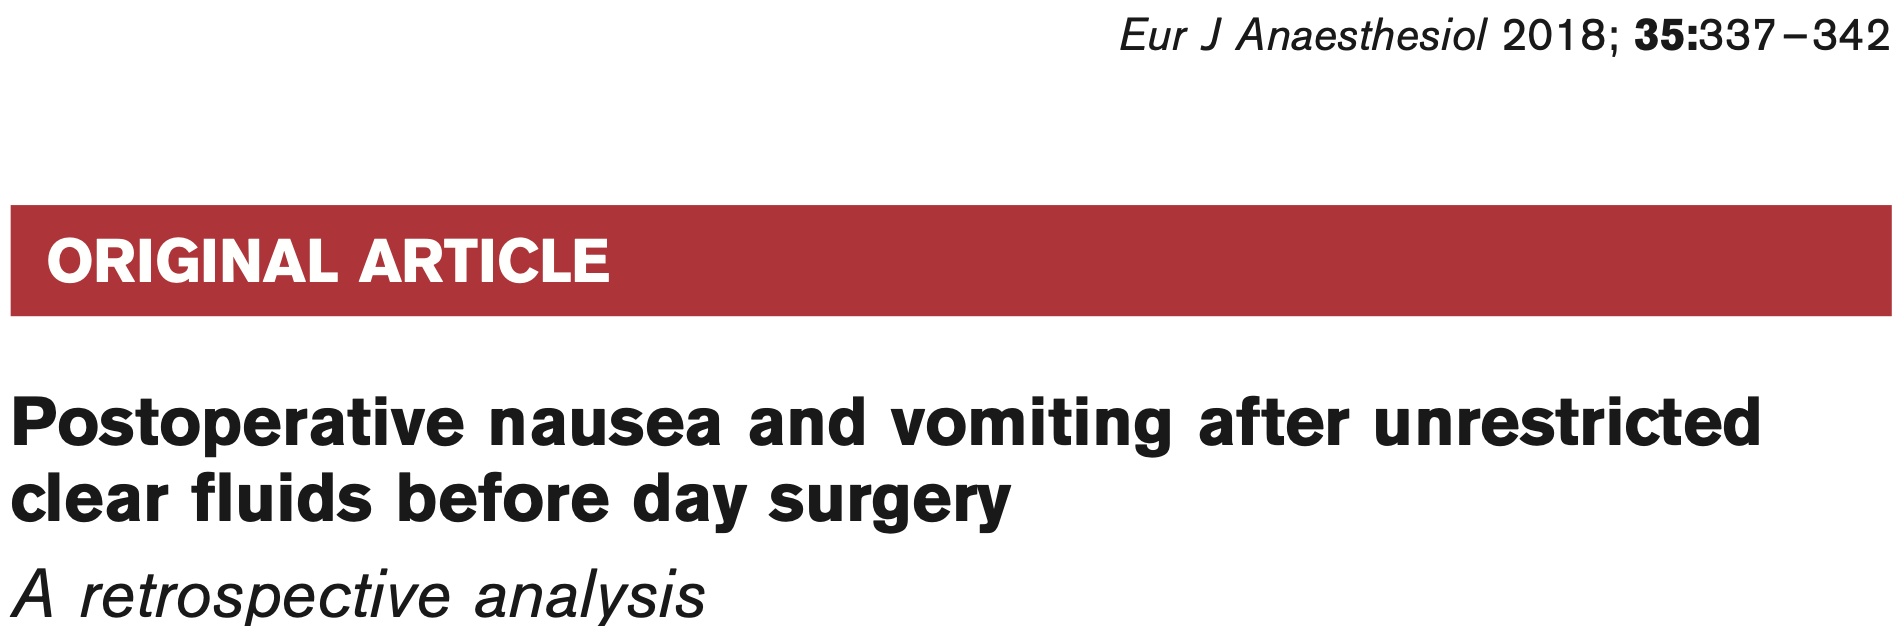 Eur J Anaesthesiol 2018; 35:337–342
ORIGINAL ARTICLE
Postoperative nausea and vomiting after unrestricted
clear fluids before day surgery
A retrospective analysis